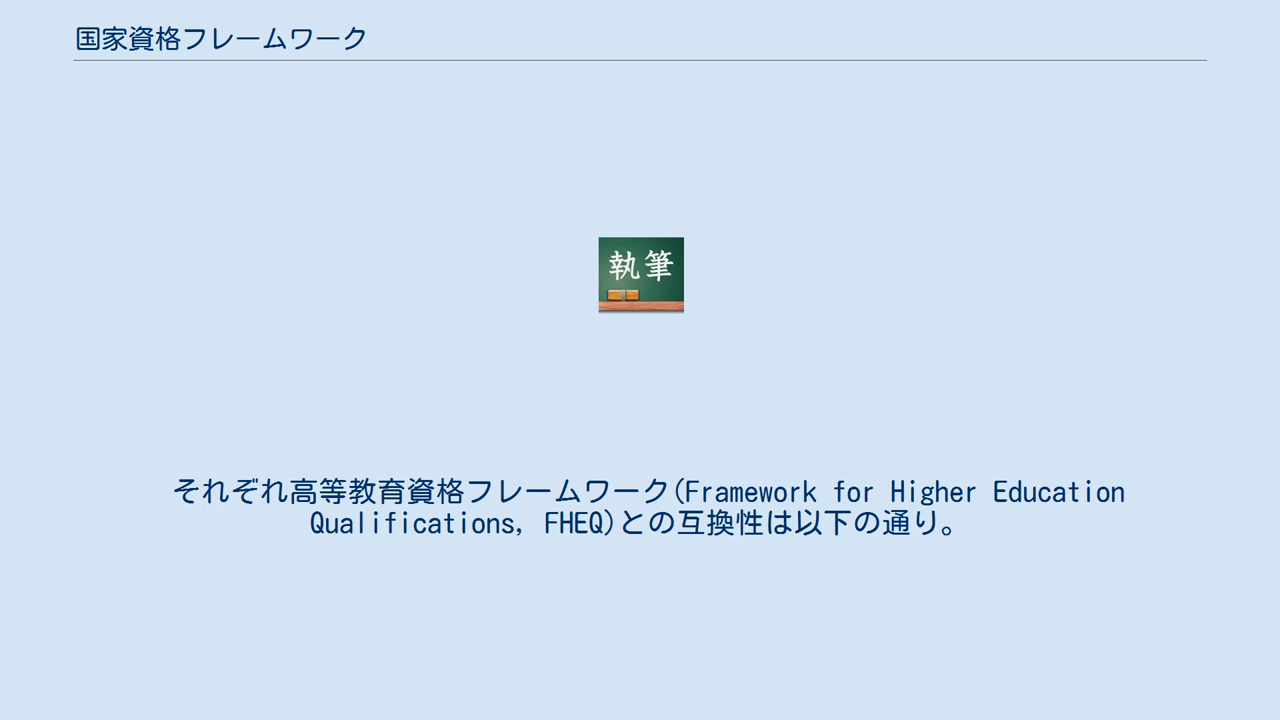 国家資格フレームワーク
執筆
それぞれ高等教育資格フレームワーク(Framework for Higher Education
Qualifications, FHEQ)との互換性は以下の通り。